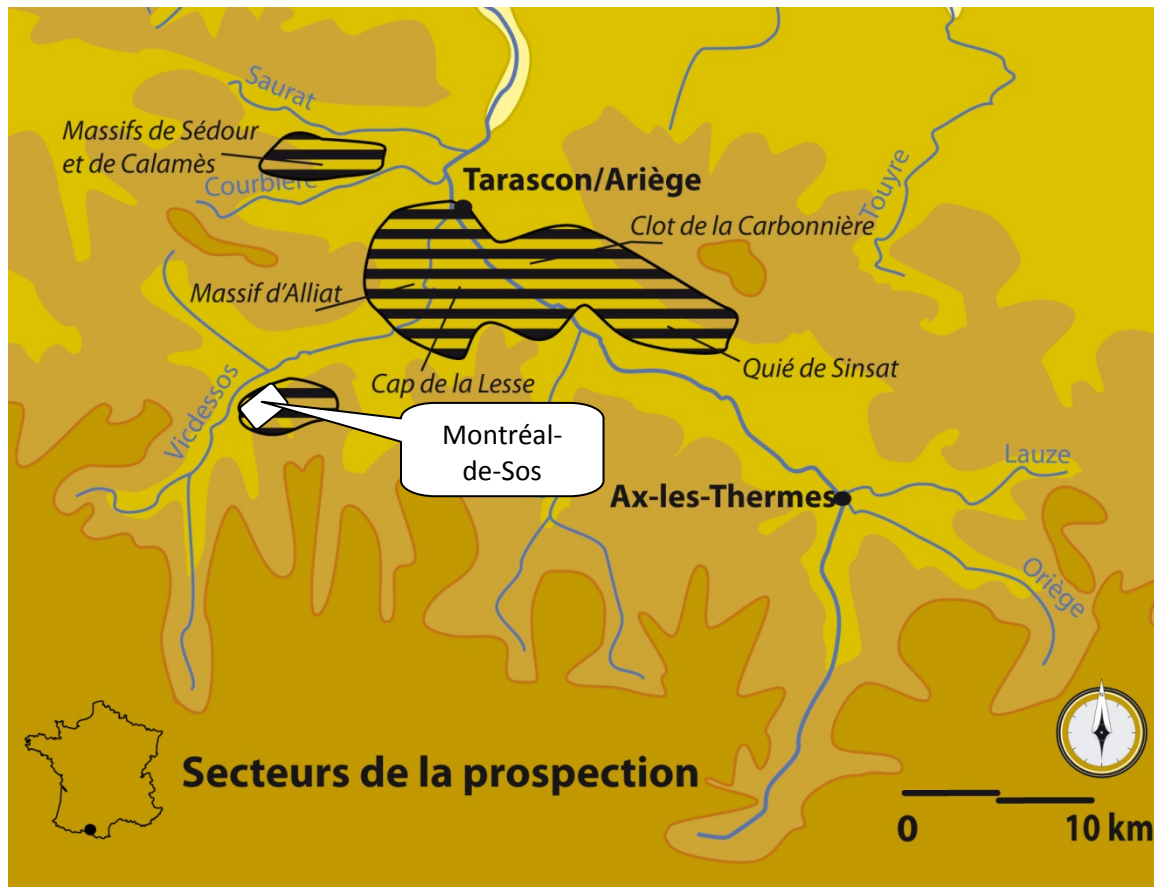 Saurat
Massifs de Sédour
et de Calamès
Courbière
Tarascon/Ariège
Touyre
Clot de la Carbonnière
Massif d'Alliat
Quié de Sinsat
Cap de la Lesse
Vicdessos
Montréal-
de-Sos
Lauze
Ax-les-Thermes
Oriège
Secteurs de la prospection
0
10 km